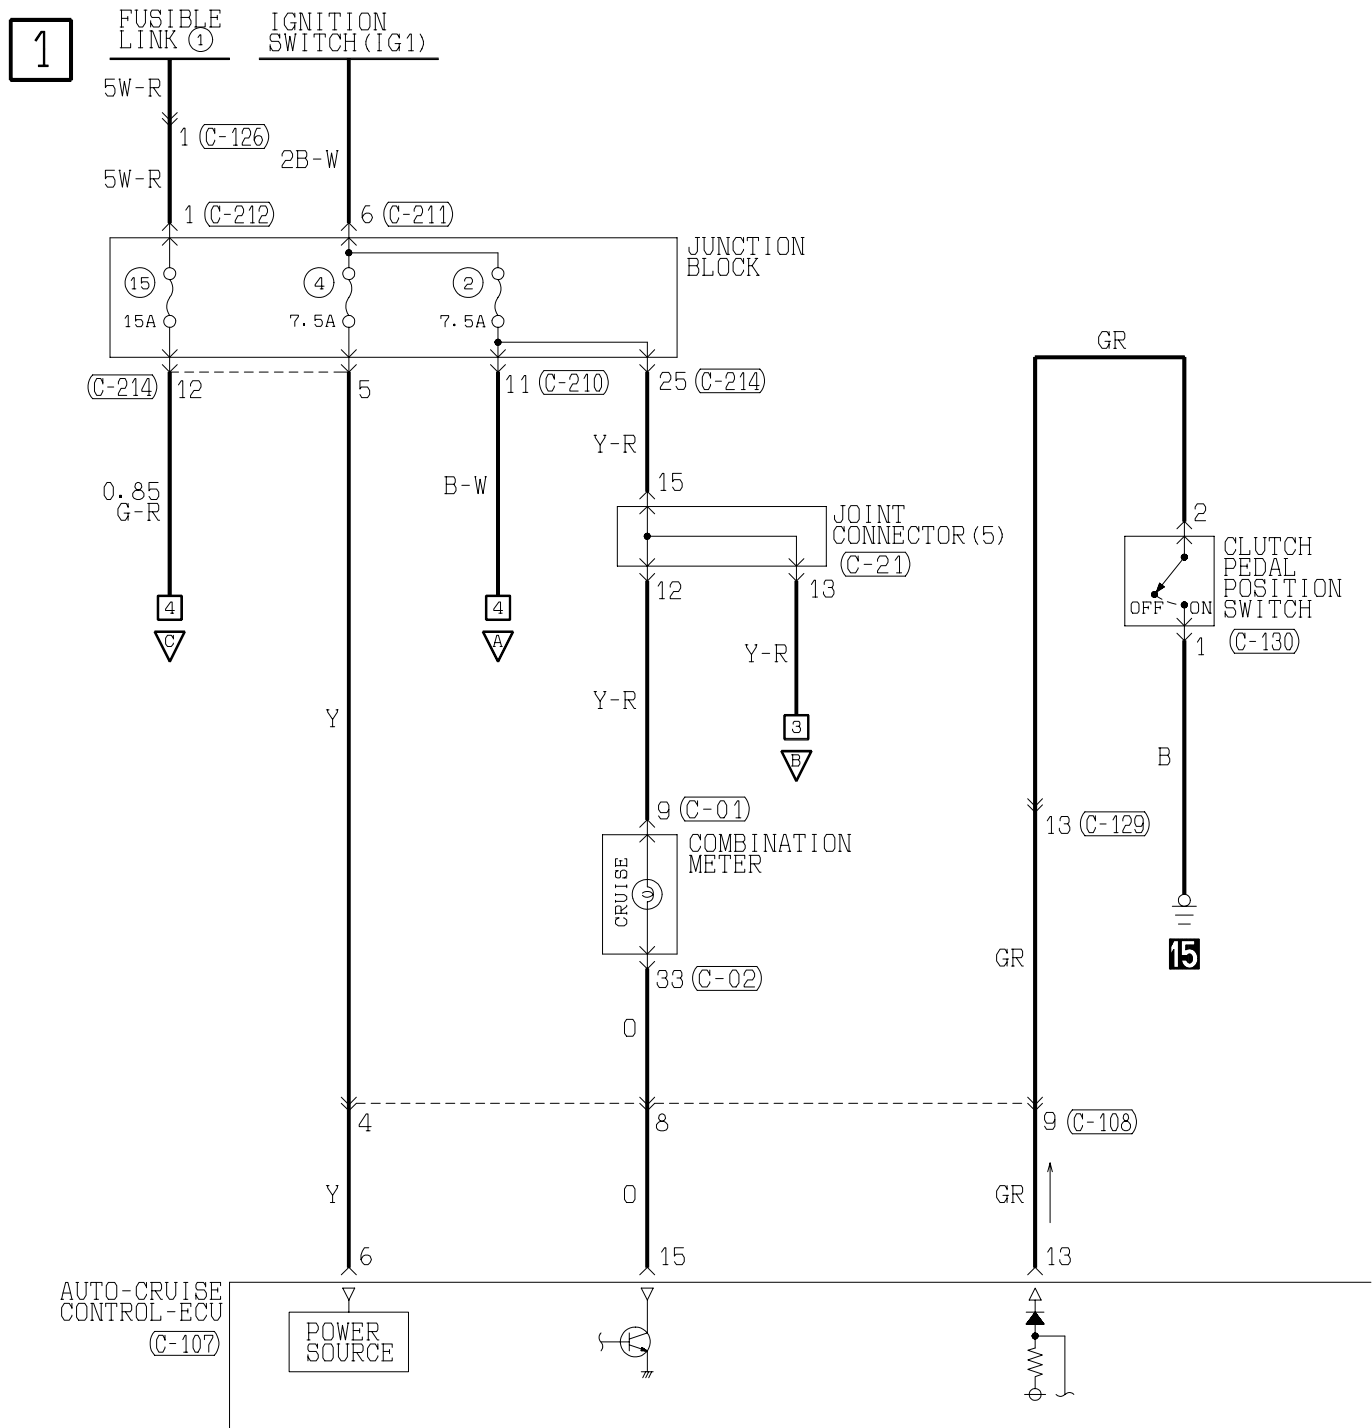 1
FUSIBLE
LINK ①
IGNITION
SWITCH(IG1)
5W-R
1 (C-126)
2B-W
5W-R
1 (C-212)
6 (C-211)
JUNCTION
BLOCK
15
4
2
15A
7.5A
7.5A
(C-214) 12
5
11 (C-210)
25 (C-214)
GR
Y-R
0.85
G-R
B-W
15
JOINT
CONNECTOR(5)
(C-21)
2
CLUTCH
PEDAL
POSITION
SWITCH
OFF ON
(C-130)
1
12
13
4
C
4
A
Y-R
Y-R
Y
3
B
B
9 (C-01)
13 (C-129)
COMBINATION
METER
CRUISE
15
GR
33 (C-02)
O
4
8
9 (C-108)
Y
O
GR
6
15
13
AUTO-CRUISE
CONTROL-ECU
(C-107)
POWER
SOURCE